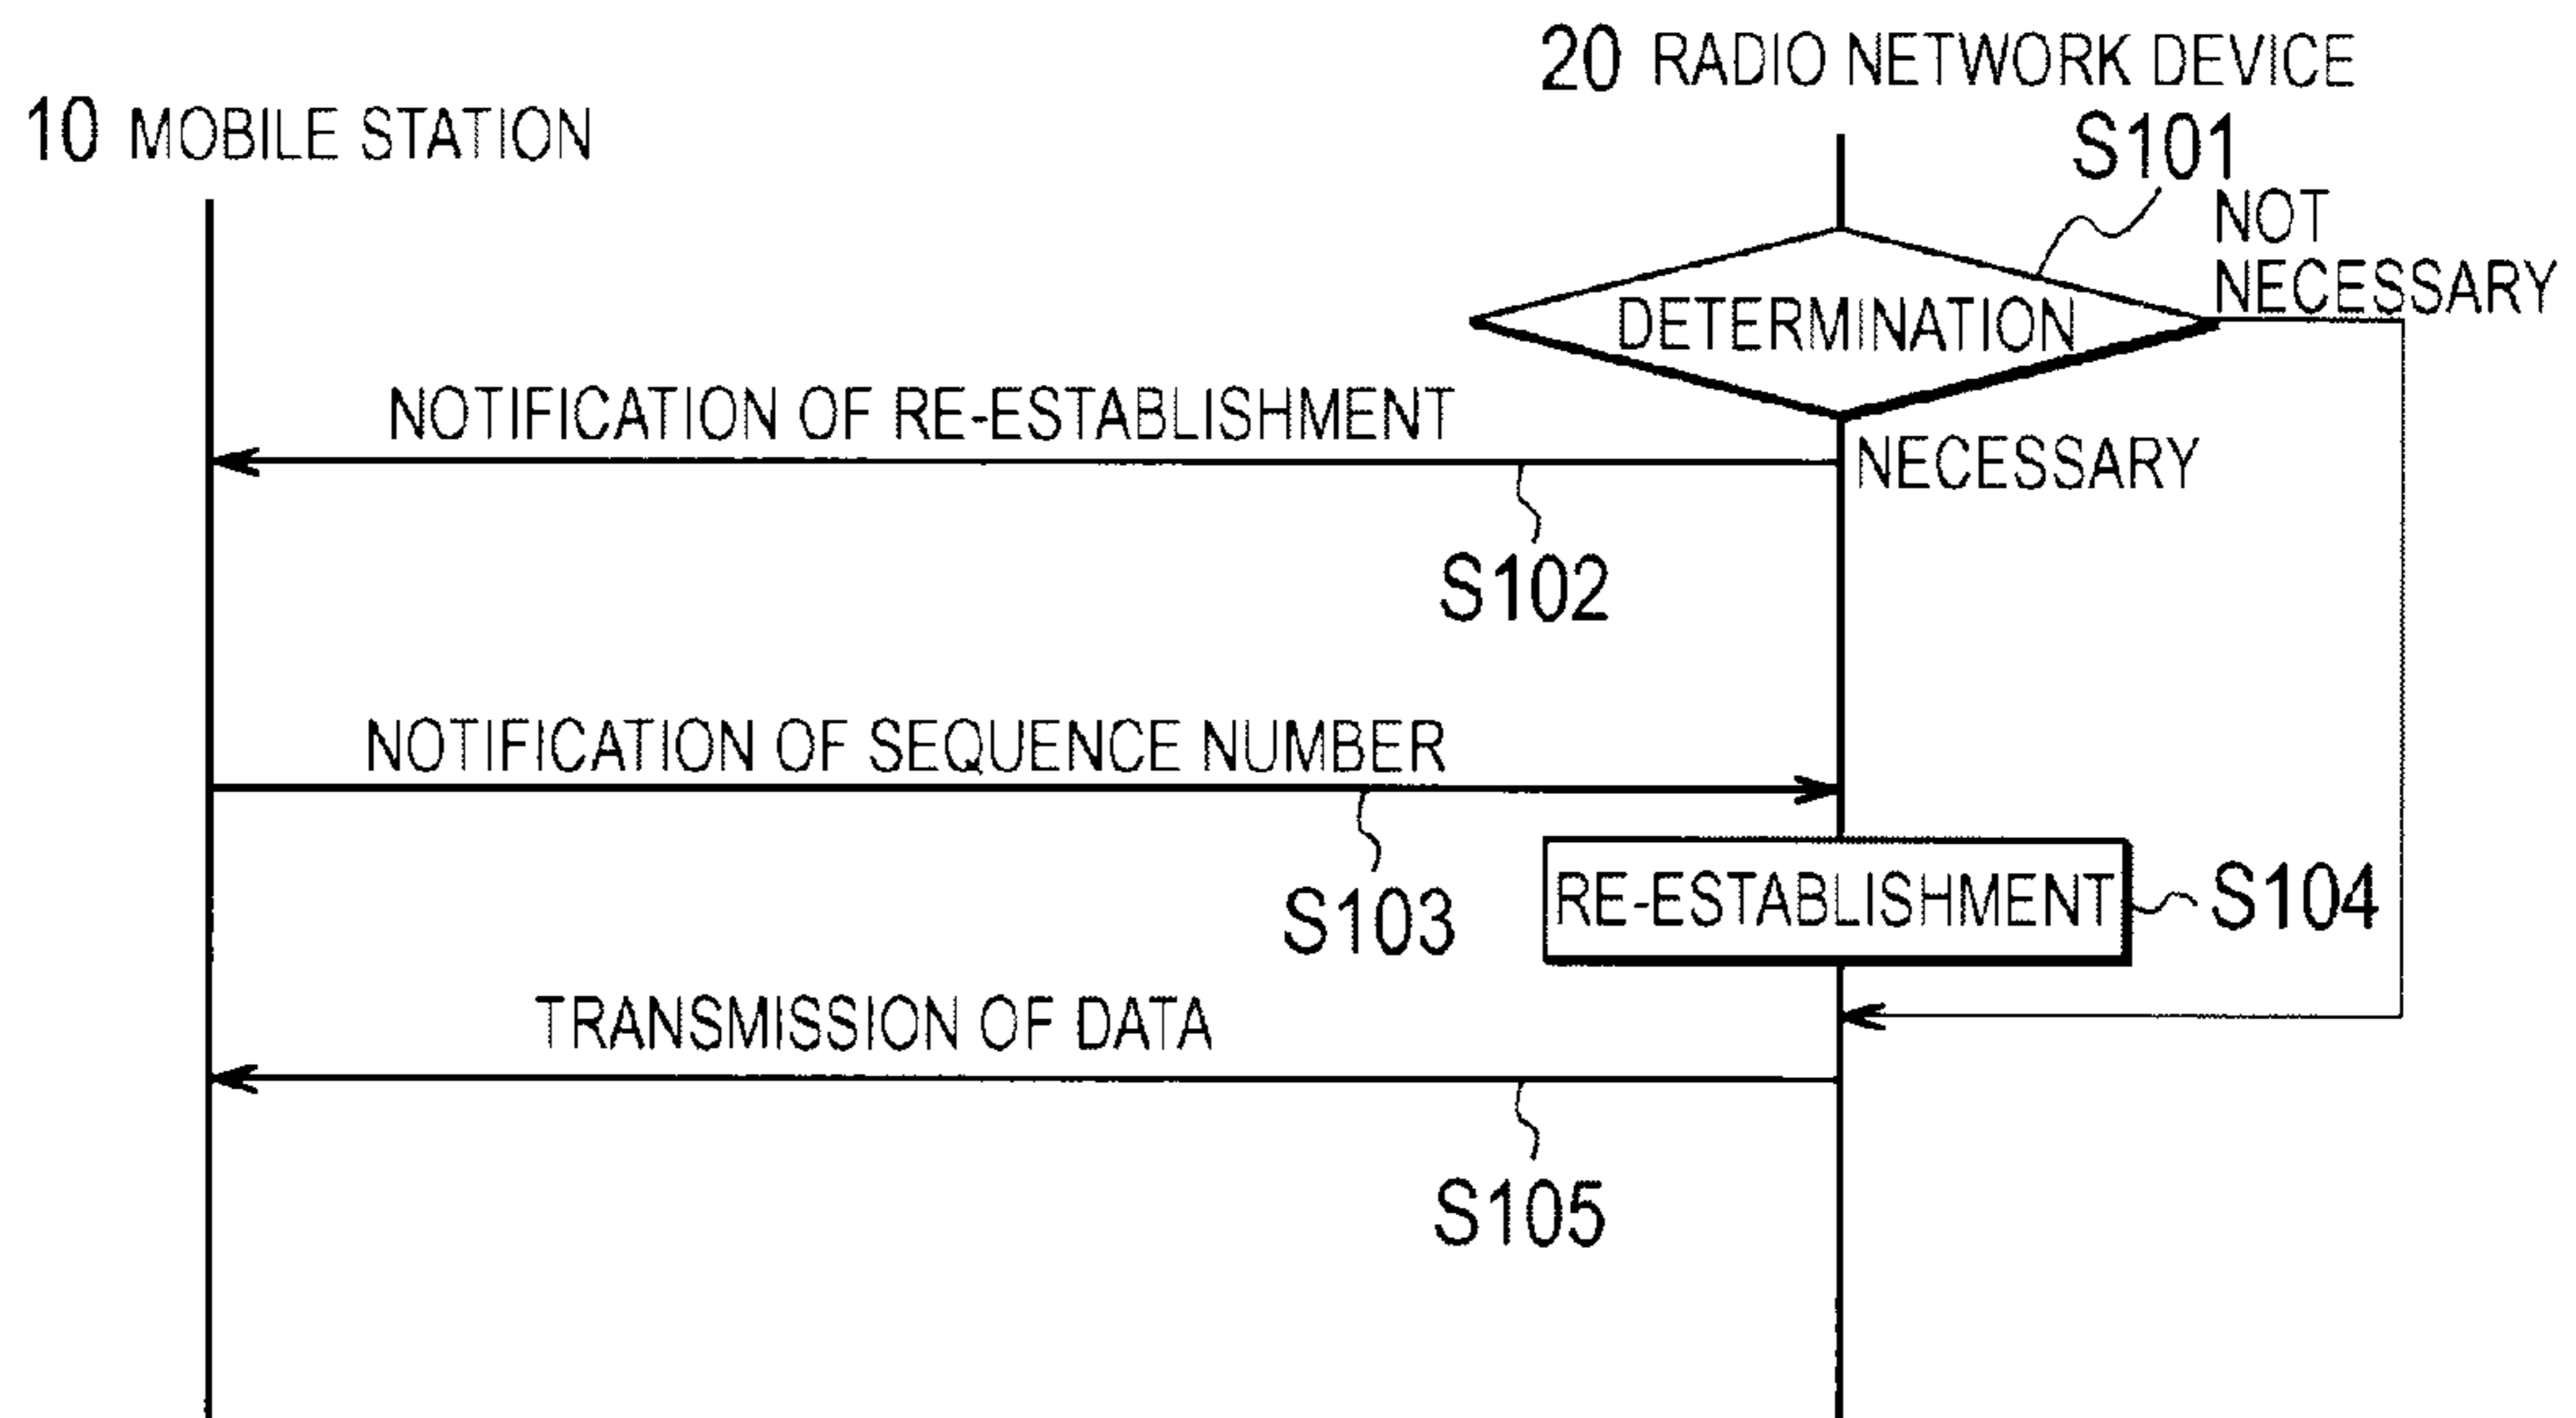 20 RADIO NETWORK DEVICE
10 MOBILE STATION
S101
NOT
NECESSARY
DETERMINATION
NOTIFICATION OF RE-ESTABLISHMENT
NECESSARY
S102
NOTIFICATION OF SEQUENCE NUMBER
S103
RE-ESTABLISHMENT
S104
TRANSMISSION OF DATA
S105